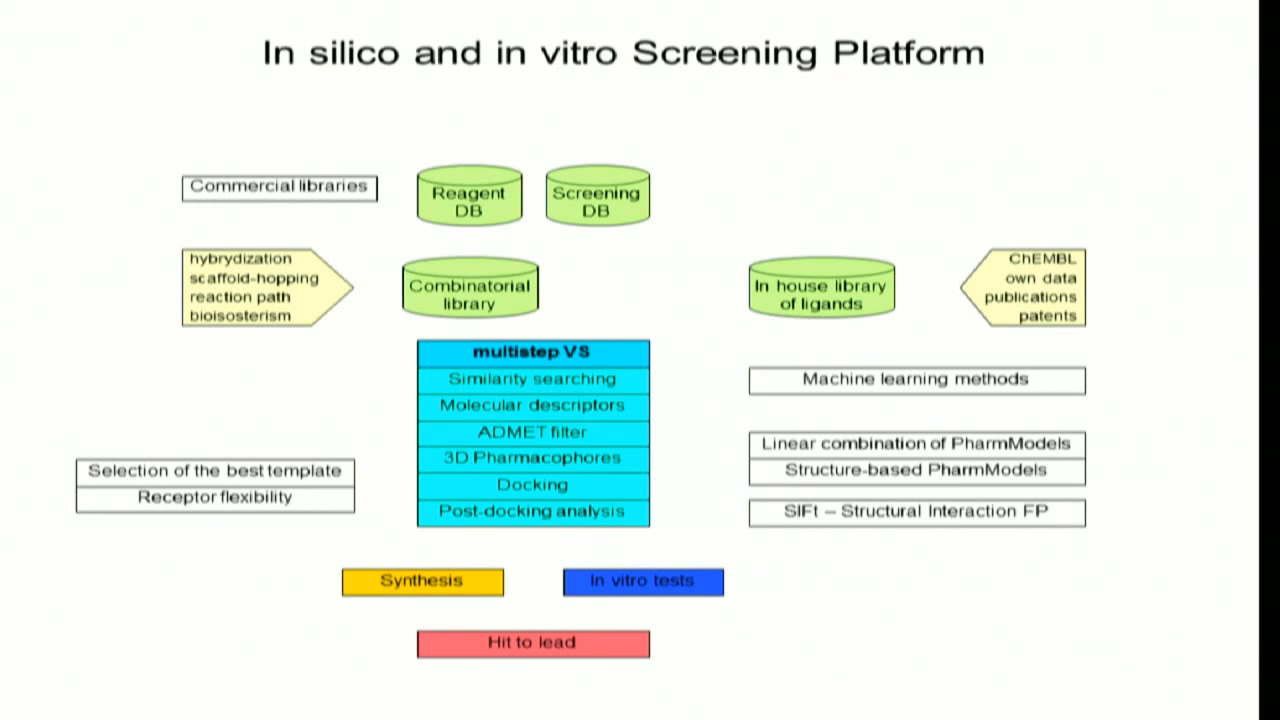 In silico and in vitro Screening Platform
Commercial libraries
Reagent
DB
Screening
DB
hybrydization
scaffold-hopping
reaction path
bioisosterism
Combinatorial
library
In house library
of ligands
ChEMBL
own data
publications
patents
multistep VS
Similarity searching
Molecular descriptors
ADMET filter
3D Pharmacophores
Docking
Post-docking analysis
Machine learning methods
Linear combination of PharmModels
Structure-based PharmModels
SIFt – Structural Interaction FP
Selection of the best template
Receptor flexibility
Synthesis
In vitro tests
Hit to lead